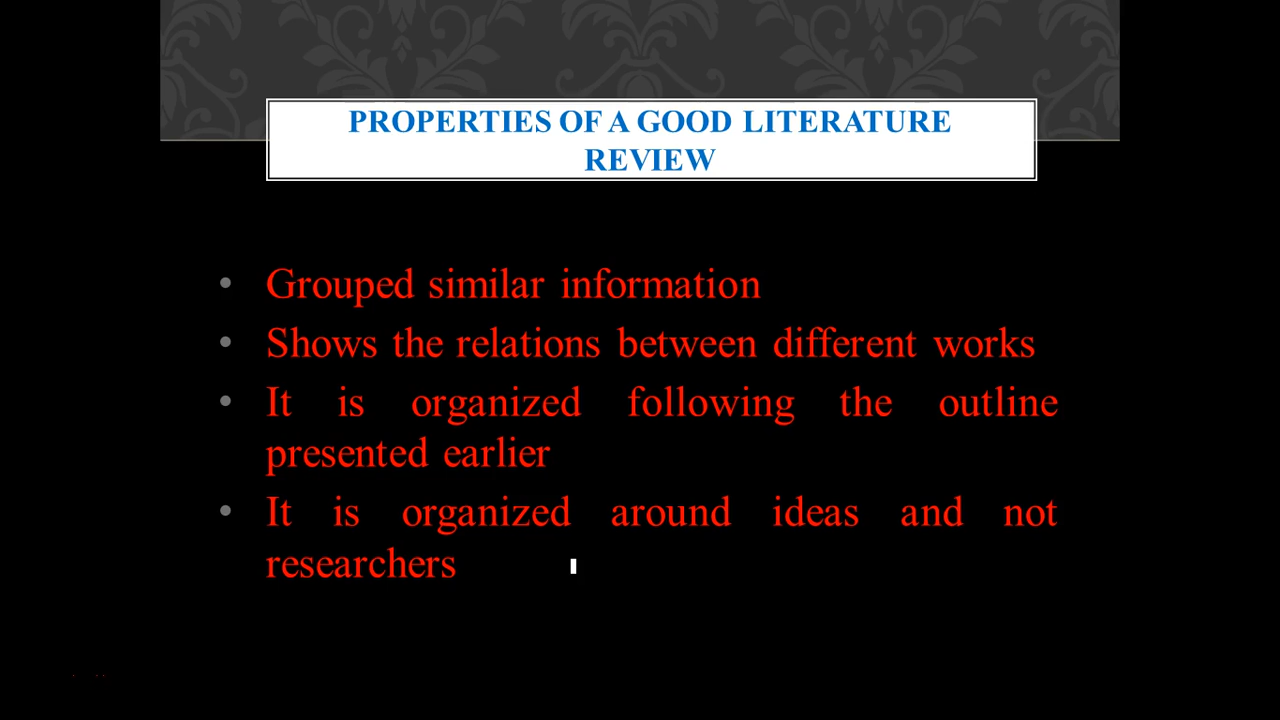 PROPERTIES OF A GOOD LITERATURE
REVIEW
• Grouped similar information
• Shows the relations between different works
• It is organized following the outline
presented earlier
• It is organized around ideas and not
researchers